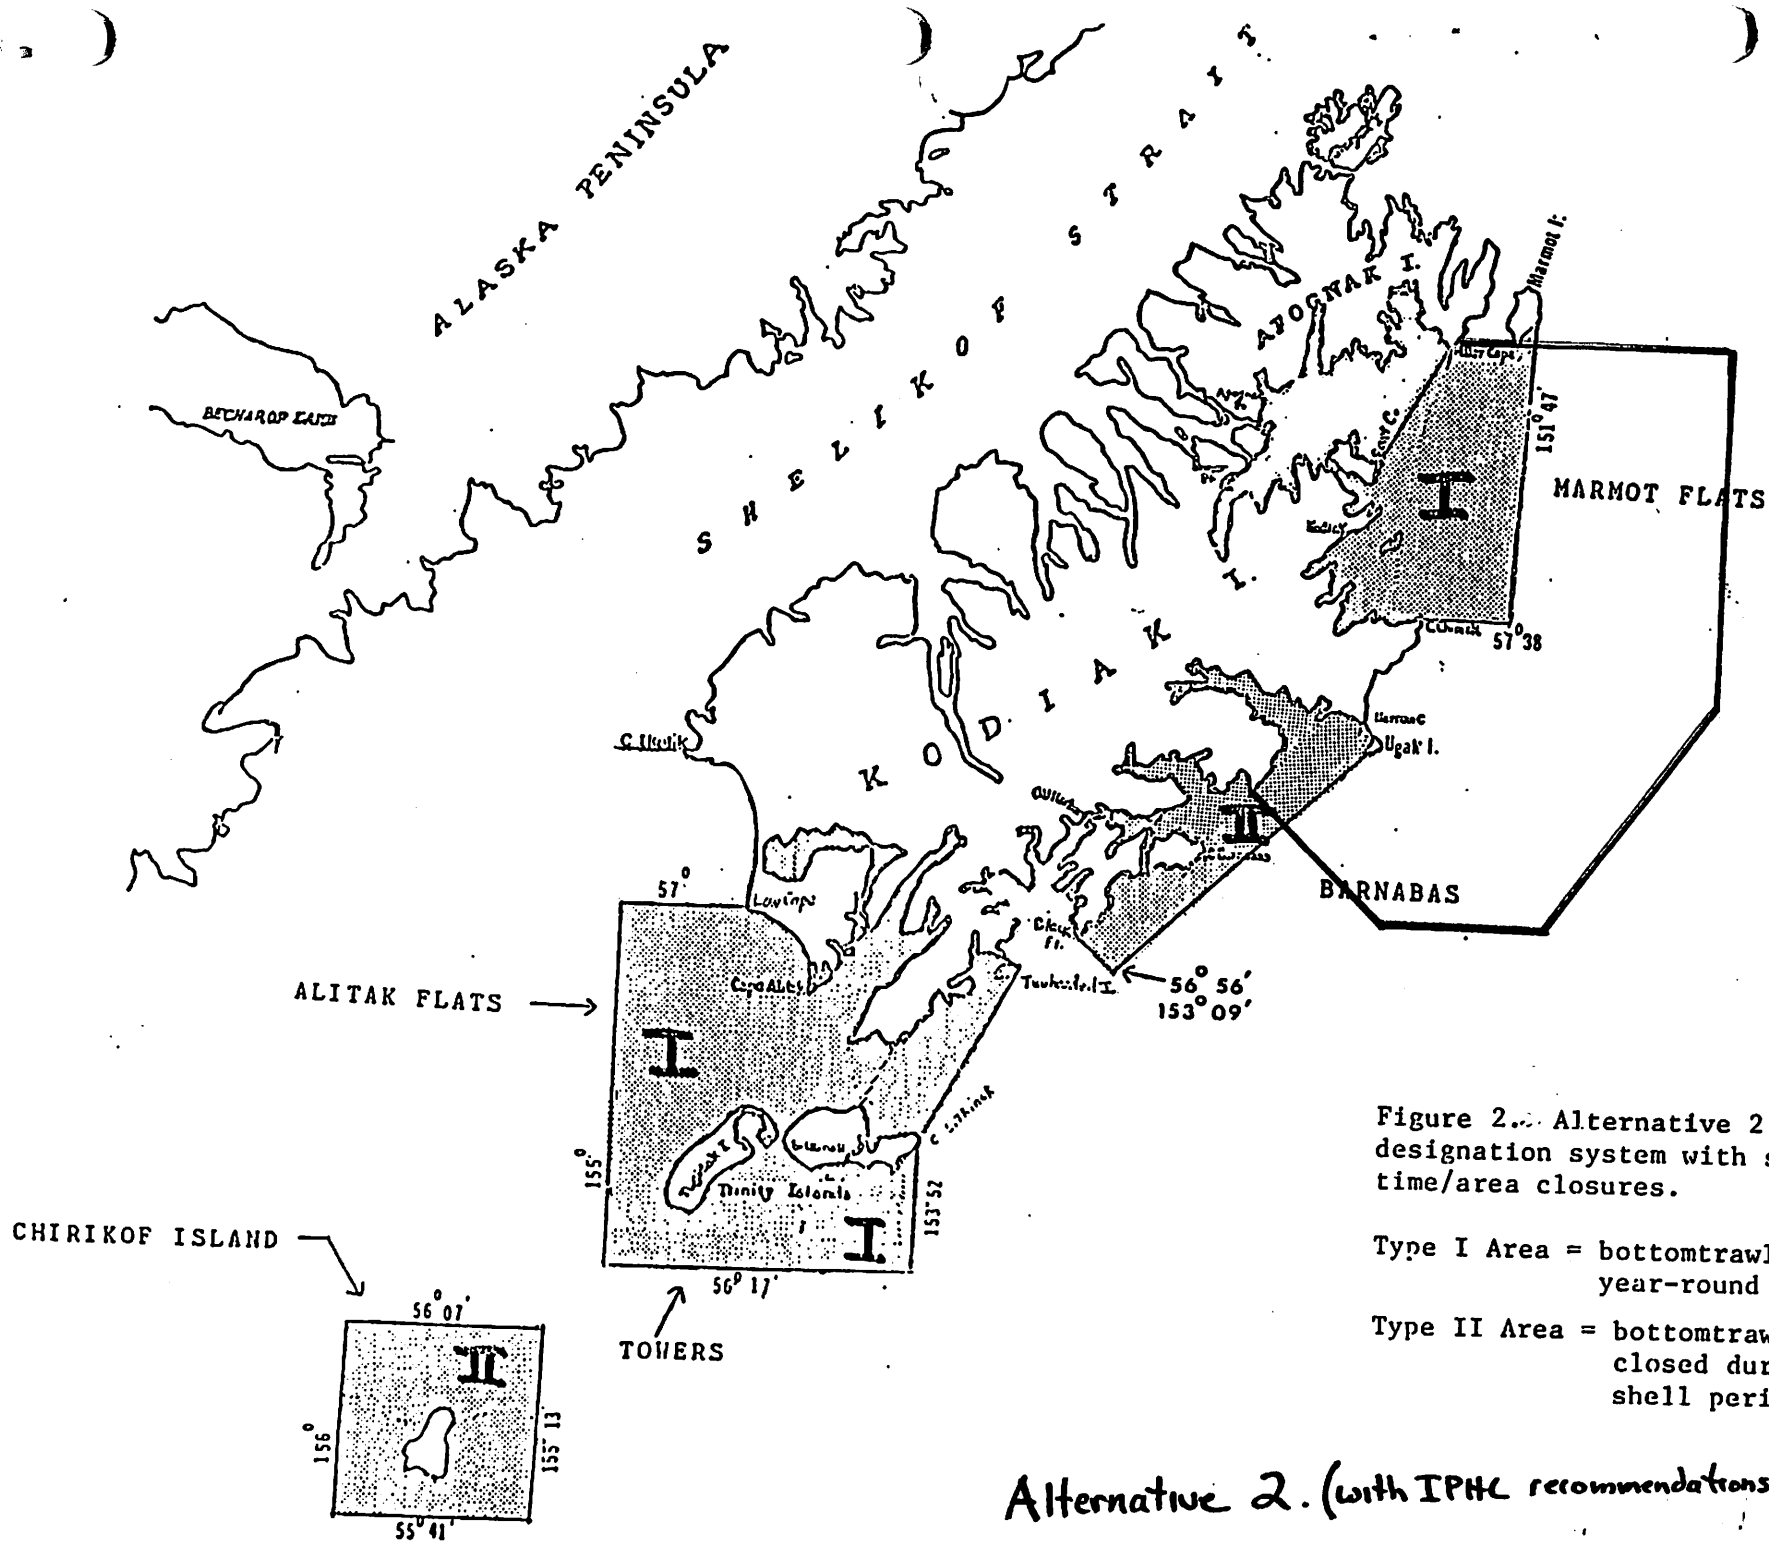 ALASKA PENINSULA
SHELIKOF STRAIT
AFOGNAK I.
Marmot I.
151° 47'
I
MARMOT FLATS
57° 38
KODIAK I.
Ugak I.
II
BARNABAS
56° 56'
153° 09'
57°
Cape Alitak
ALITAK FLATS
I
155°
Trinity Islands
I
153° 52
56° 17'
TOWERS
CHIRIKOF ISLAND
56° 07'
II
156°
155° 13
55° 41'
Figure 2. Alternative 2
designation system with s
time/area closures.
Type I Area = bottomtrawl
year-round
Type II Area = bottomtraw
closed dur
shell peri
Alternative 2. (with IPHC recommendations